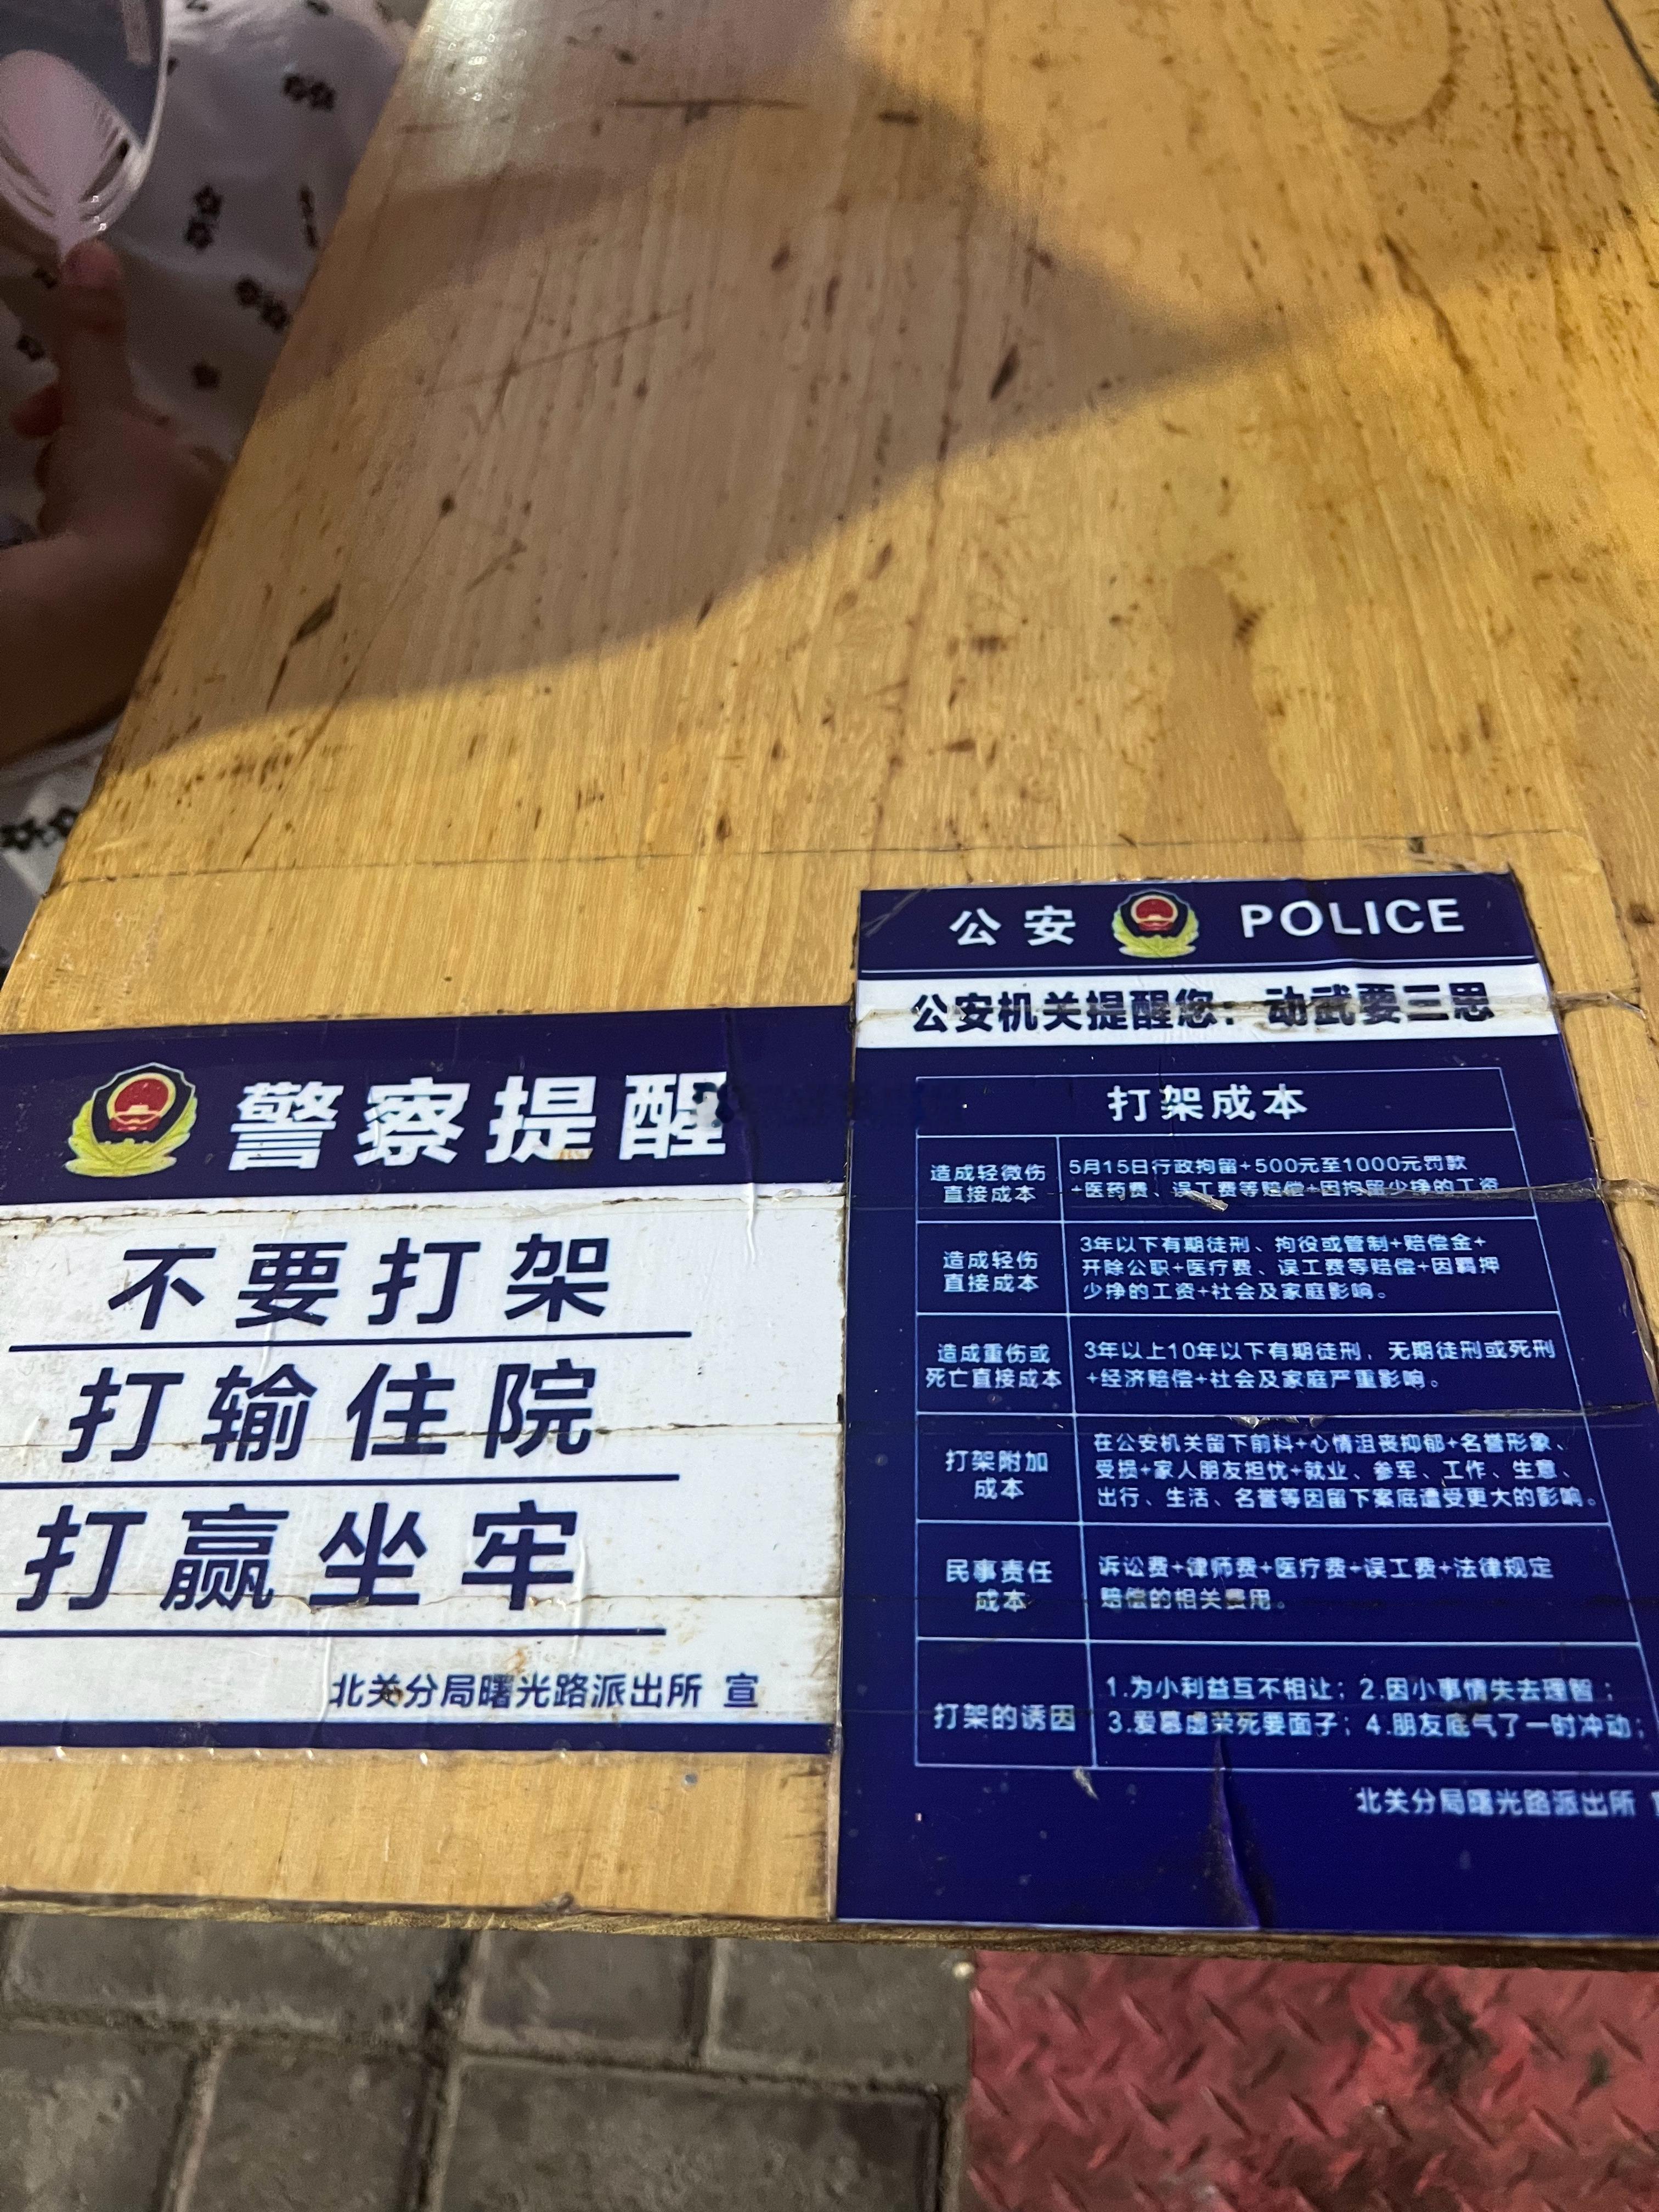 警察提醒
不要打架
打输住院
打赢坐牢
北关分局曙光路派出所 宣
公安 POLICE
公安机关提醒您：动武要三思
打架成本
造成轻微伤
直接成本
5月15日行政拘留+500元至1000元罚款
+医药费、误工费等赔偿+因拘留少挣的工资
造成轻伤
直接成本
3年以下有期徒刑、拘役或管制+赔偿金+
开除公职+医疗费、误工费等赔偿+因羁押
少挣的工资+社会及家庭影响。
造成重伤或
死亡直接成本
3年以上10年以下有期徒刑，无期徒刑或死刑
+经济赔偿+社会及家庭严重影响。
打架附加
成本
在公安机关留下前科+心情沮丧抑郁+名誉形象、
受损+家人朋友担忧+就业、参军、工作、生意、
出行、生活、名誉等因留下案底遭受更大的影响。
民事责任
成本
诉讼费+律师费+医疗费+误工费+法律规定
赔偿的相关费用。
打架的诱因
1.为小利益互不相让；2.因小事情失去理智；
3.爱慕虚荣死要面子；4.朋友底气了一时冲动；
北关分局曙光路派出所